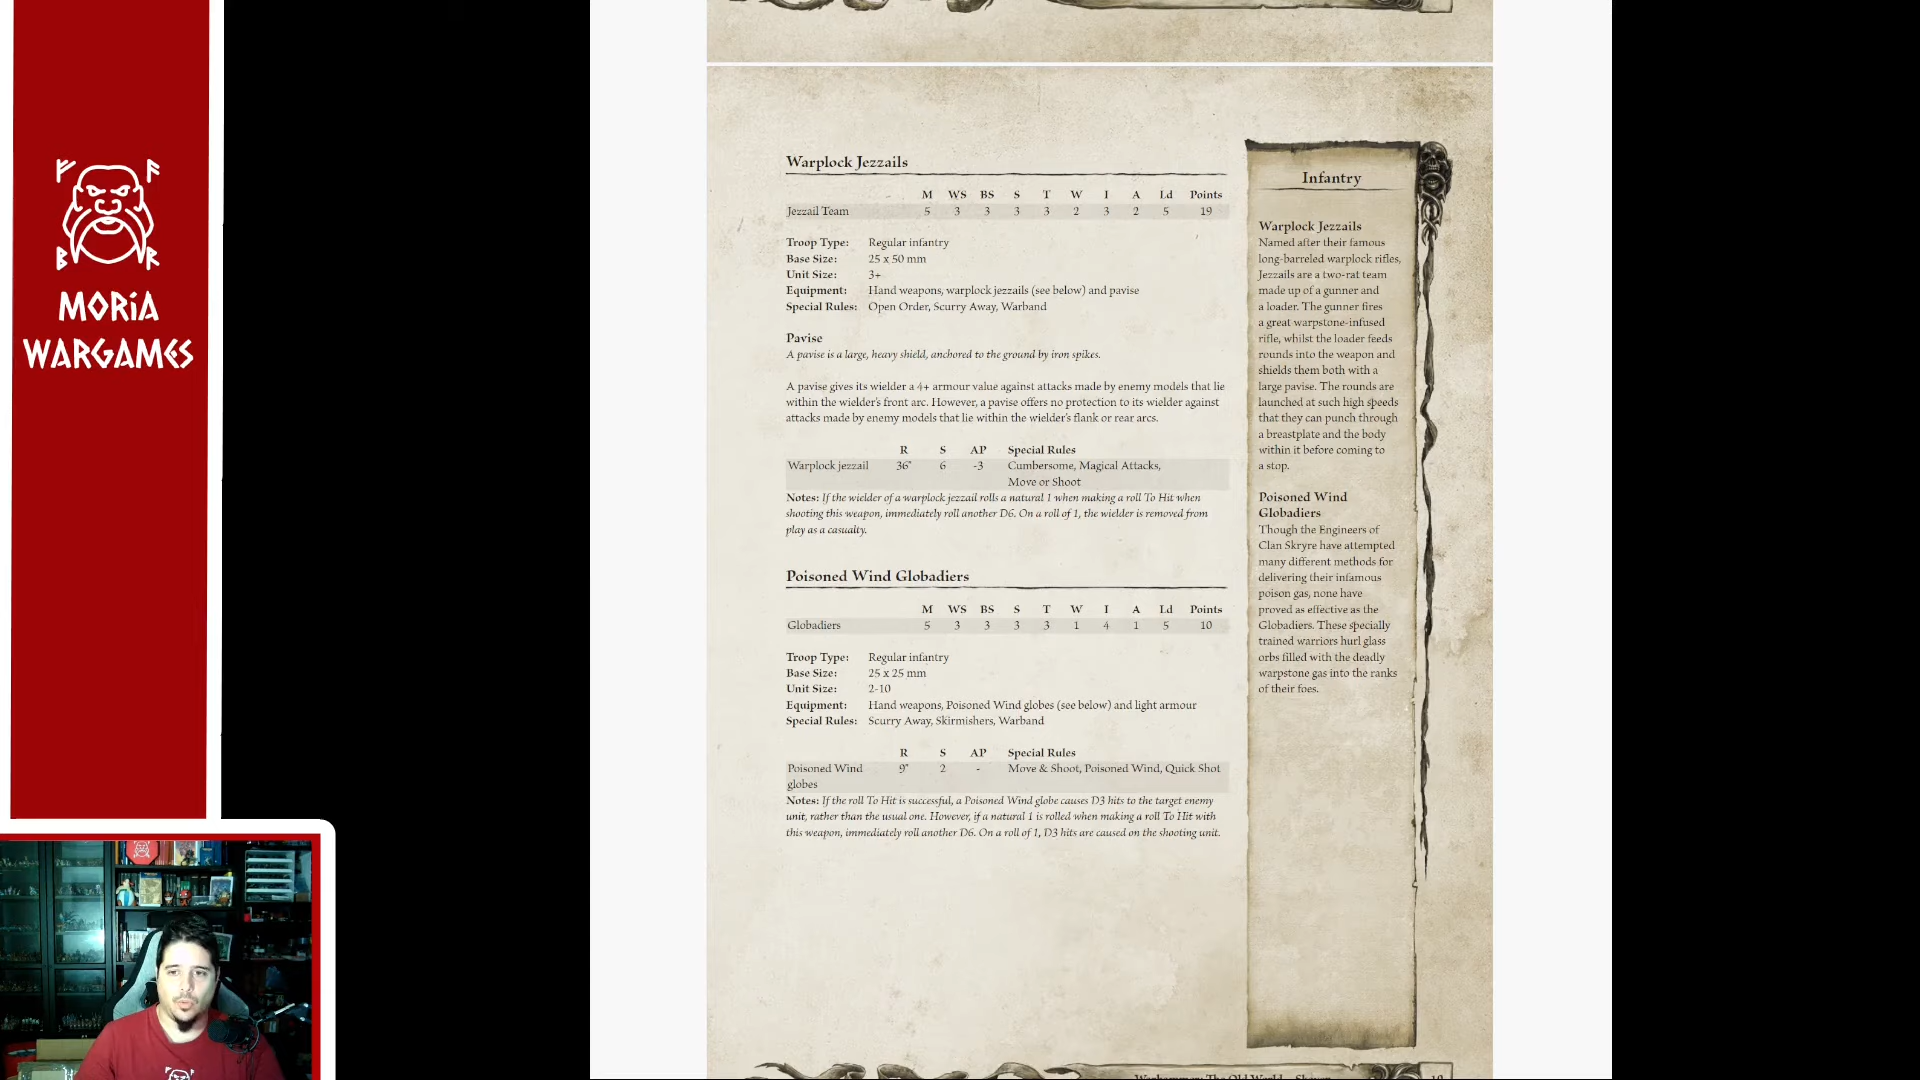 MORIA
WARGAMES
Warplock Jezzails
M WS BS S T W I A Ld Points
Jezzail Team 5 3 3 3 3 2 3 2 5 19
Troop Type: Regular infantry
Base Size: 25 x 50 mm
Unit Size: 3+
Equipment: Hand weapons, warplock jezzails (see below) and pavise
Special Rules: Open Order, Scurry Away, Warband
Pavise
A pavise is a large, heavy shield, anchored to the ground by iron spikes.
A pavise gives its wielder a 4+ armour value against attacks made by enemy models that lie
within the wielder's front arc. However, a pavise offers no protection to its wielder against
attacks made by enemy models that lie within the wielder's flank or rear arcs.
R S AP Special Rules
Warplock jezzail 36" 6 -3 Cumbersome, Magical Attacks,
Move or Shoot
Notes: If the wielder of a warplock jezzail rolls a natural 1 when making a roll To Hit when
shooting this weapon, immediately roll another D6. On a roll of 1, the wielder is removed from
play as a casualty.
Poisoned Wind Globadiers
M WS BS S T W I A Ld Points
Globadiers 5 3 3 3 3 1 4 1 5 10
Troop Type: Regular infantry
Base Size: 25 x 25 mm
Unit Size: 2-10
Equipment: Hand weapons, Poisoned Wind globes (see below) and light armour
Special Rules: Scurry Away, Skirmishers, Warband
R S AP Special Rules
Poisoned Wind 9" 2 - Move & Shoot, Poisoned Wind, Quick Shot
globes
Notes: If the roll To Hit is successful, a Poisoned Wind globe causes D3 hits to the target enemy
unit, rather than the usual one. However, if a natural 1 is rolled when making a roll To Hit with
this weapon, immediately roll another D6. On a roll of 1, D3 hits are caused on the shooting unit.
Infantry
Warplock Jezzails
Named after their famous
long-barreled warplock rifles,
Jezzails are a two-rat team
made up of a gunner and
a loader. The gunner fires
a great warpstone-infused
rifle, whilst the loader feeds
rounds into the weapon and
shields them both with a
large pavise. The rounds are
launched at such high speeds
that they can punch through
a breastplate and the body
within it before coming to
a stop.
Poisoned Wind
Globadiers
Though the Engineers of
Clan Skryre have attempted
many different methods for
delivering their infamous
poison gas, none have
proved as effective as the
Globadiers. These specially
trained warriors hurl glass
orbs filled with the deadly
warpstone gas into the ranks
of their foes.